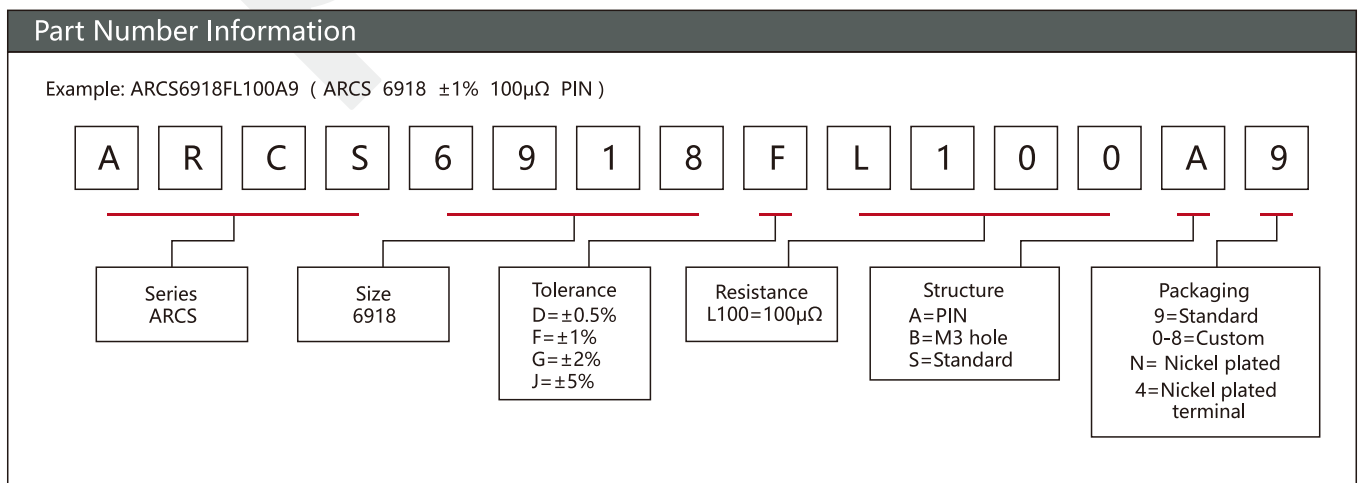 Part Number Information
Example: ARCS6918FL100A9 ( ARCS 6918 ±1% 100μΩ PIN )
A R C S 6 9 1 8 F L 1 0 0 A 9
Series
ARCS
Size
6918
Tolerance
D=±0.5%
F=±1%
G=±2%
J=±5%
Resistance
L100=100μΩ
Structure
A=PIN
B=M3 hole
S=Standard
Packaging
9=Standard
0-8=Custom
N= Nickel plated
4=Nickel plated
terminal